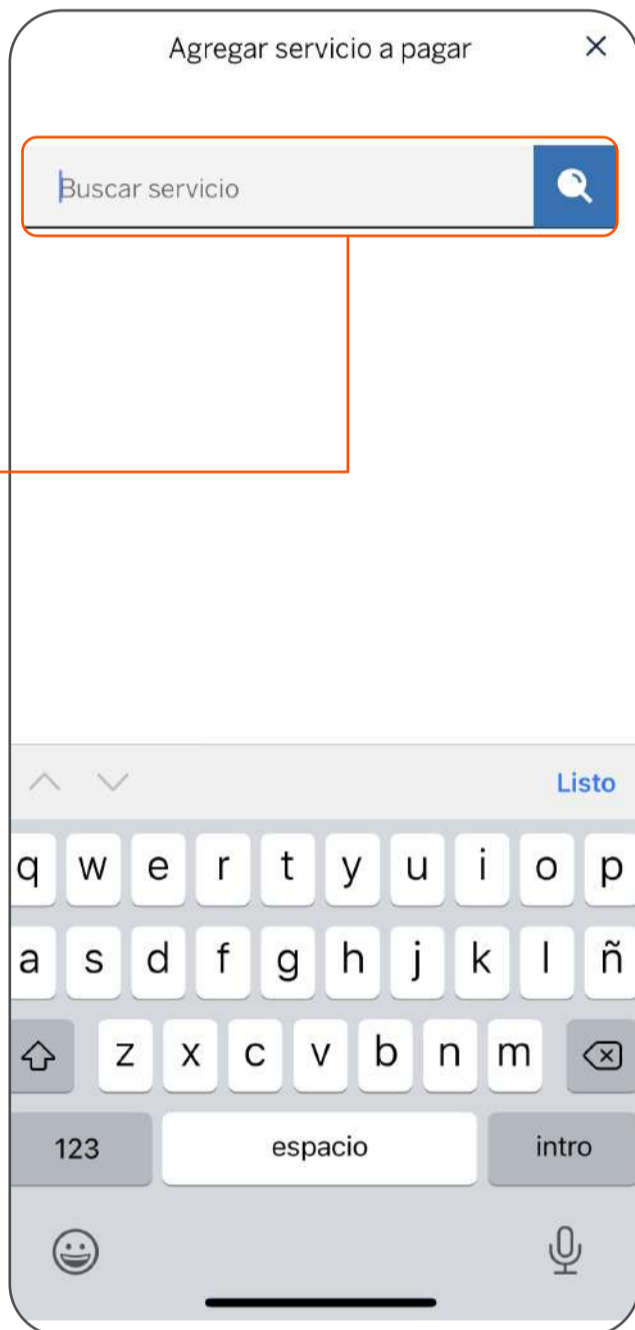 Agregar servicio a pagar
Buscar servicio
Listo
q w e r t y u i o p
a s d f g h j k l ñ
z x c v b n m
123 espacio intro